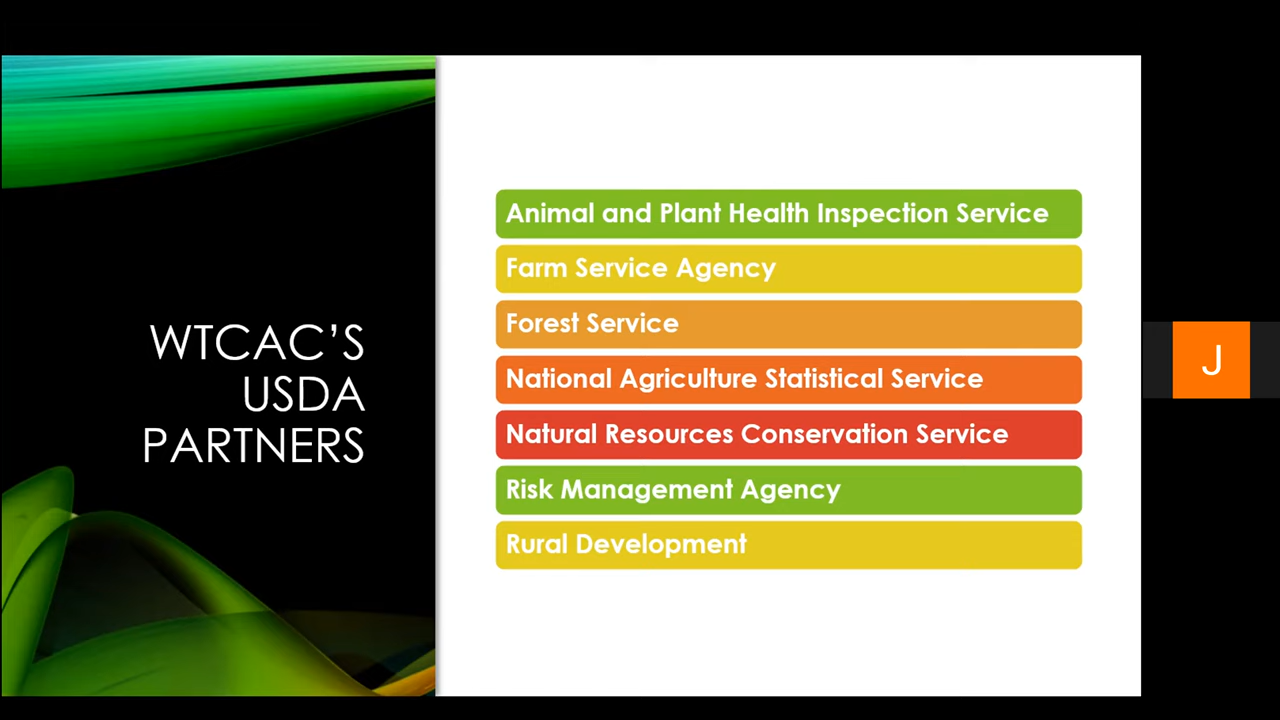 WTCAC’S
USDA
PARTNERS
Animal and Plant Health Inspection Service
Farm Service Agency
Forest Service
National Agriculture Statistical Service
Natural Resources Conservation Service
Risk Management Agency
Rural Development
J